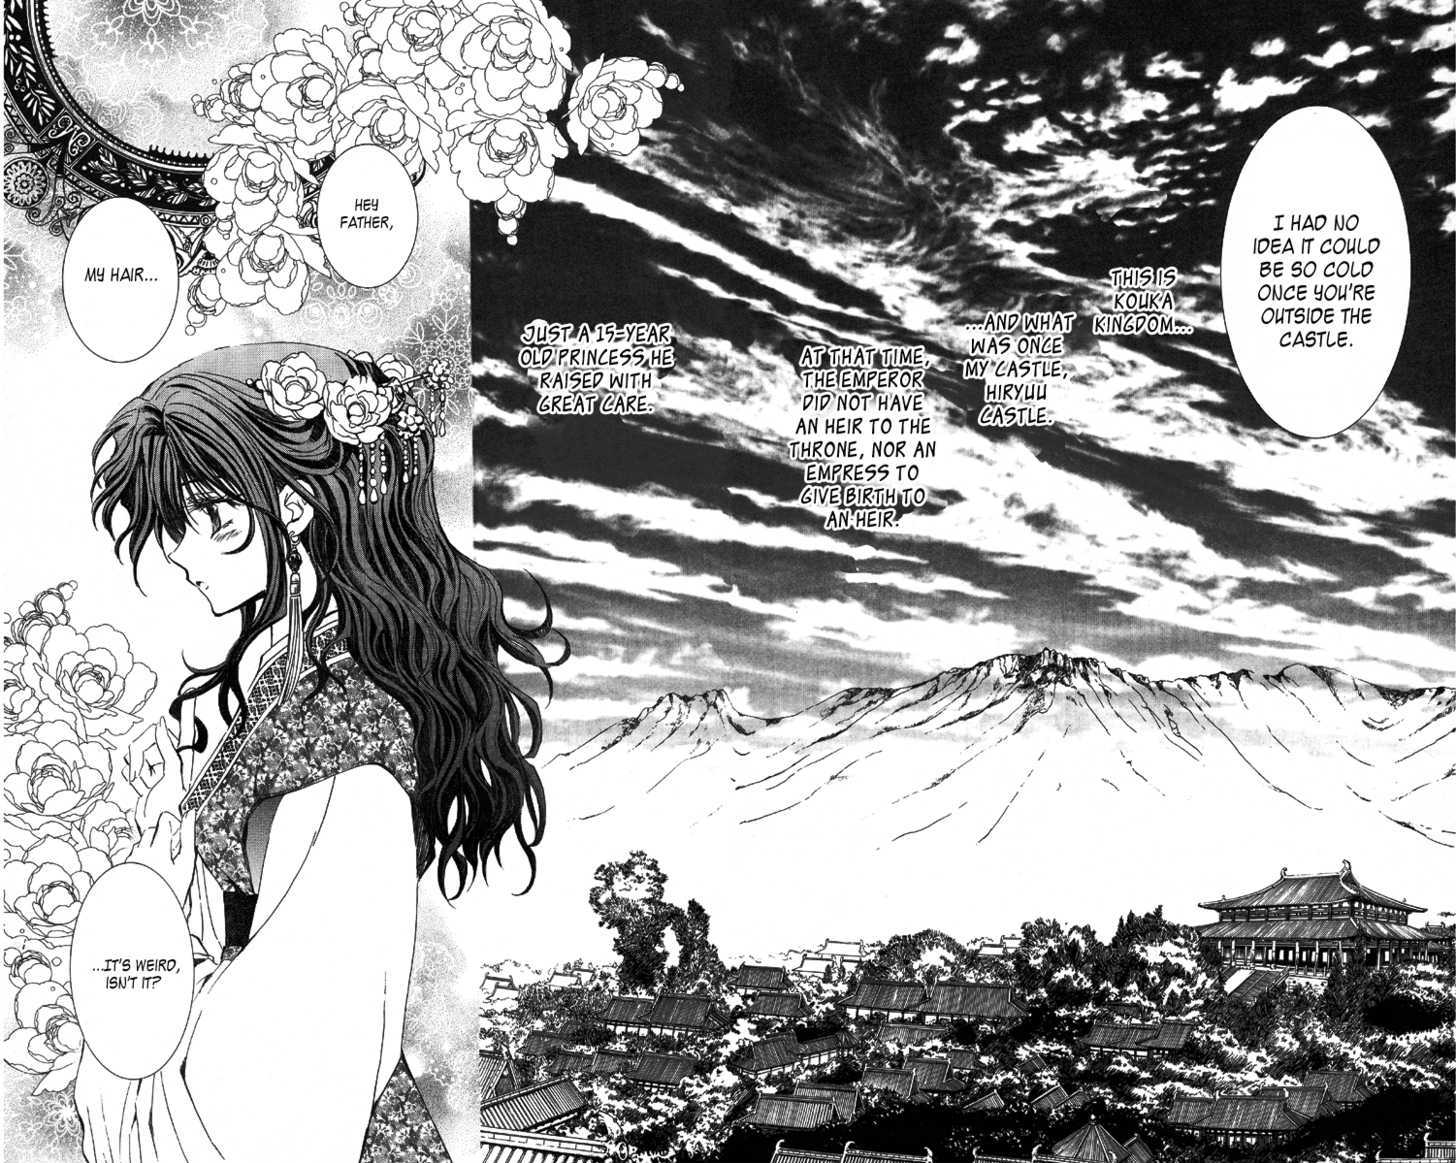 I HAD NO
IDEA IT COULD
BE SO COLD
ONCE YOU'RE
OUTSIDE THE
CASTLE.
THIS IS
KOUKA
KINGDOM...
...AND WHAT
WAS ONCE
MY CASTLE,
HIRYUU
CASTLE.
AT THAT TIME,
THE EMPEROR
DID NOT HAVE
AN HEIR TO THE
THRONE, NOR AN
EMPRESS TO
GIVE BIRTH TO
AN HEIR.
JUST A 15-YEAR
OLD PRINCESS HE
RAISED WITH
GREAT CARE.
HEY
FATHER,
MY HAIR...
...IT'S WEIRD,
ISN'T IT?